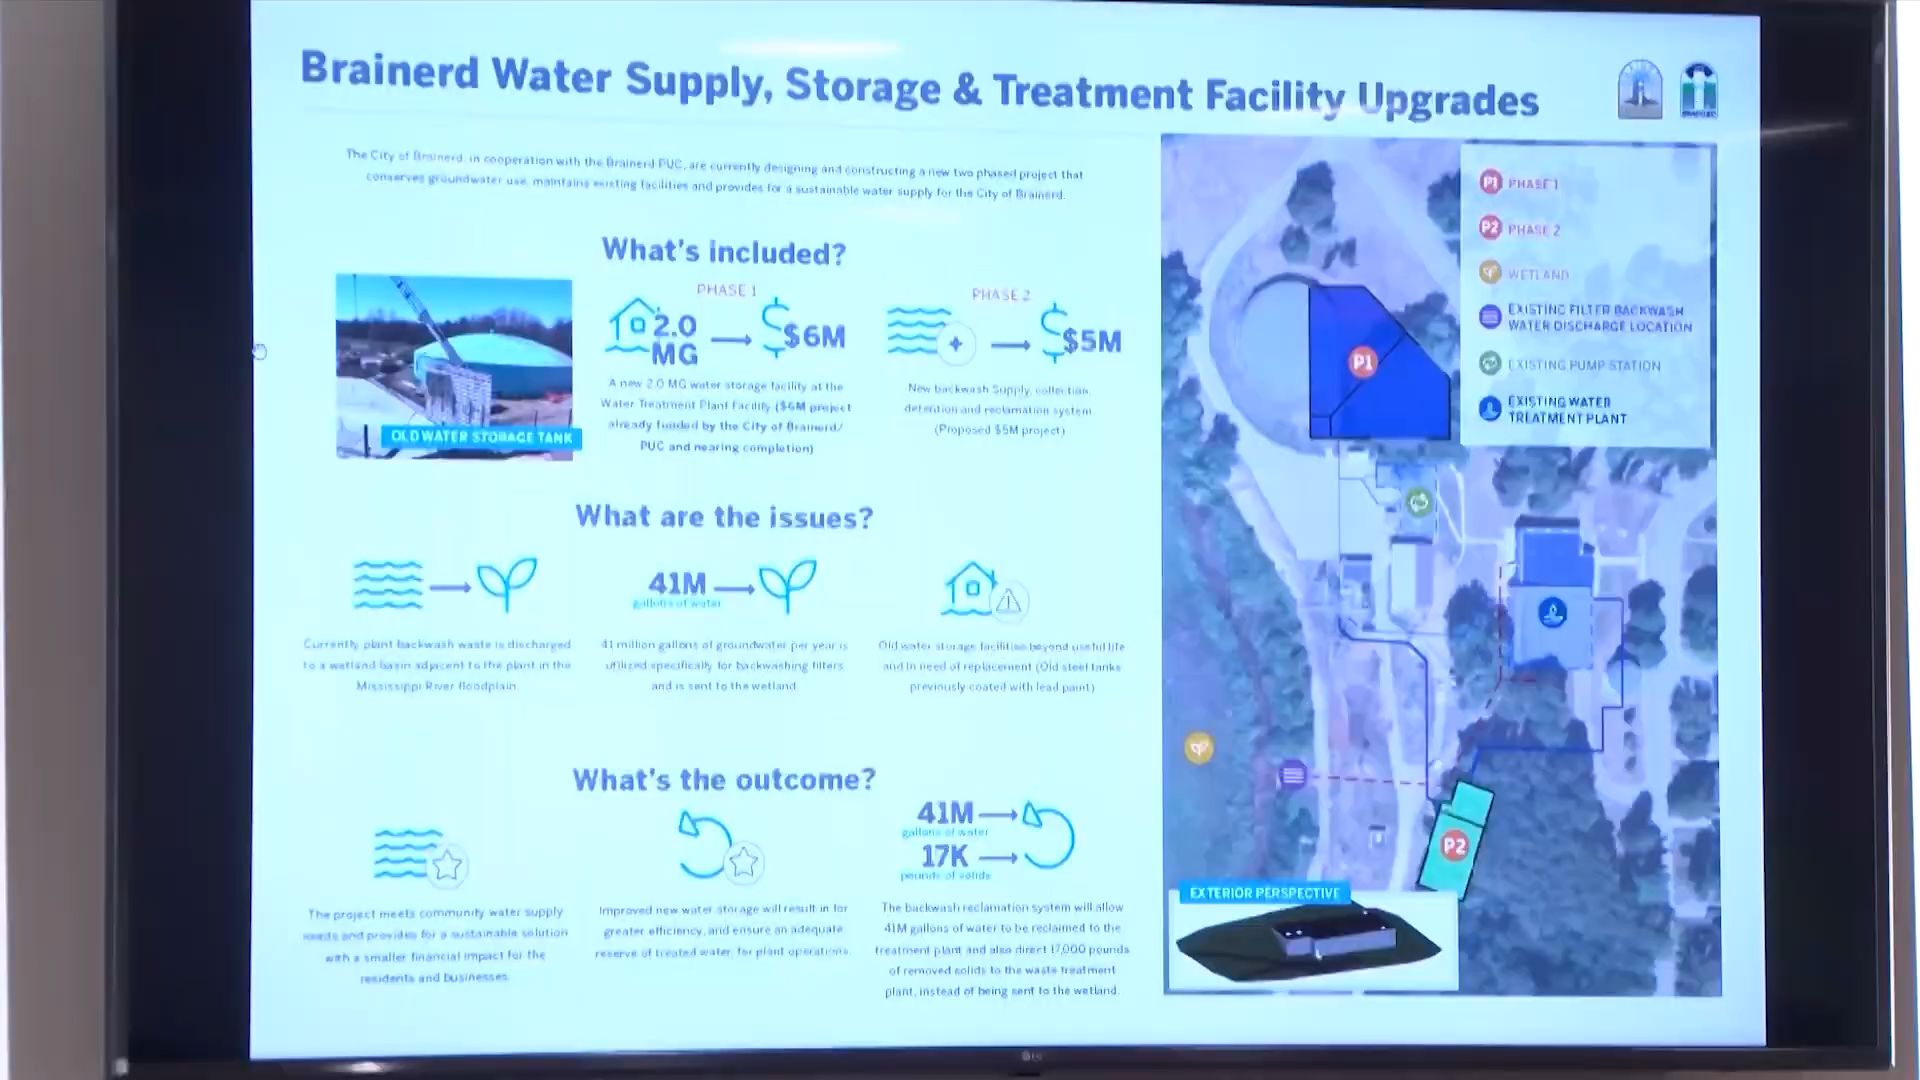 Brainerd Water Supply, Storage & Treatment Facility Upgrades
The City of Brainerd, in cooperation with the Brainerd PUC, are currently designing and constructing a new two phased project that
conserves groundwater use, maintains existing facilities and provides for a sustainable water supply for the City of Brainerd.
What's included?
OLD WATER STORAGE TANK
PHASE 1
2.0
MG
$6M
A new 2.0 MG water storage facility at the
Water Treatment Plant Facility ($6M project
already funded by the City of Brainerd/
PUC and nearing completion)
PHASE 2
$5M
New backwash Supply, collection,
detention and reclamation system
(Proposed $5M project)
What are the issues?
Currently plant backwash waste is discharged
to a wetland basin adjacent to the plant in the
Mississippi River floodplain.
41M
gallons of water
41 million gallons of groundwater per year is
utilized specifically for backwashing filters
and is sent to the wetland.
Old water storage facilities beyond useful life
and in need of replacement (Old steel tanks
previously coated with lead paint)
What's the outcome?
The project meets community water supply
needs and provides for a sustainable solution
with a smaller financial impact for the
residents and businesses.
Improved new water storage will result in for
greater efficiency, and ensure an adequate
reserve of treated water, for plant operations.
41M
gallons of water
17K
pounds of solids
The backwash reclamation system will allow
41M gallons of water to be reclaimed to the
treatment plant and also direct 17,000 pounds
of removed solids to the waste treatment
plant, instead of being sent to the wetland.
P1 PHASE 1
P2 PHASE 2
WETLAND
EXISTING FILTER BACKWASH
WATER DISCHARGE LOCATION
EXISTING PUMP STATION
EXISTING WATER
TREATMENT PLANT
P1
P2
EXTERIOR PERSPECTIVE
LG